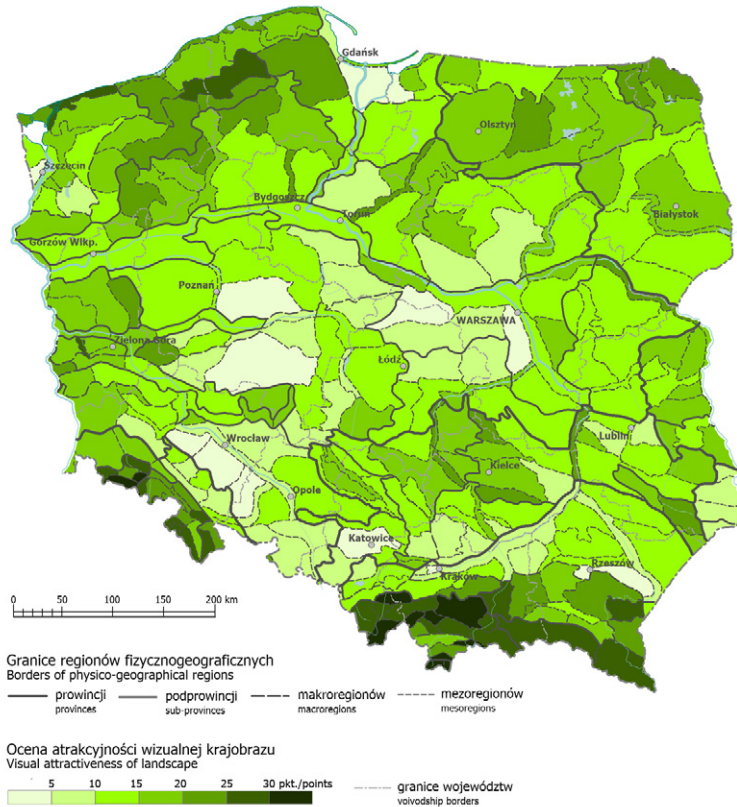 Gdańsk
Olsztyn
Szczecin
Bydgoszcz
Toruń
Białystok
Gorzów Wlkp.
Poznań
WARSZAWA
Zielona Góra
Łódź
Lublin
Wrocław
Kielce
Opole
Katowice
Kraków
Rzeszów
0 50 100 150 200 km
Granice regionów fizycznogeograficznych
Borders of physico-geographical regions
prowincji podprowincji makroregionów mezoregionów
provinces sub-provinces macroregions mesoregions
Ocena atrakcyjności wizualnej krajobrazu
Visual attractiveness of landscape
5 10 15 20 25 30 pkt./points
granice województw
voivodship borders